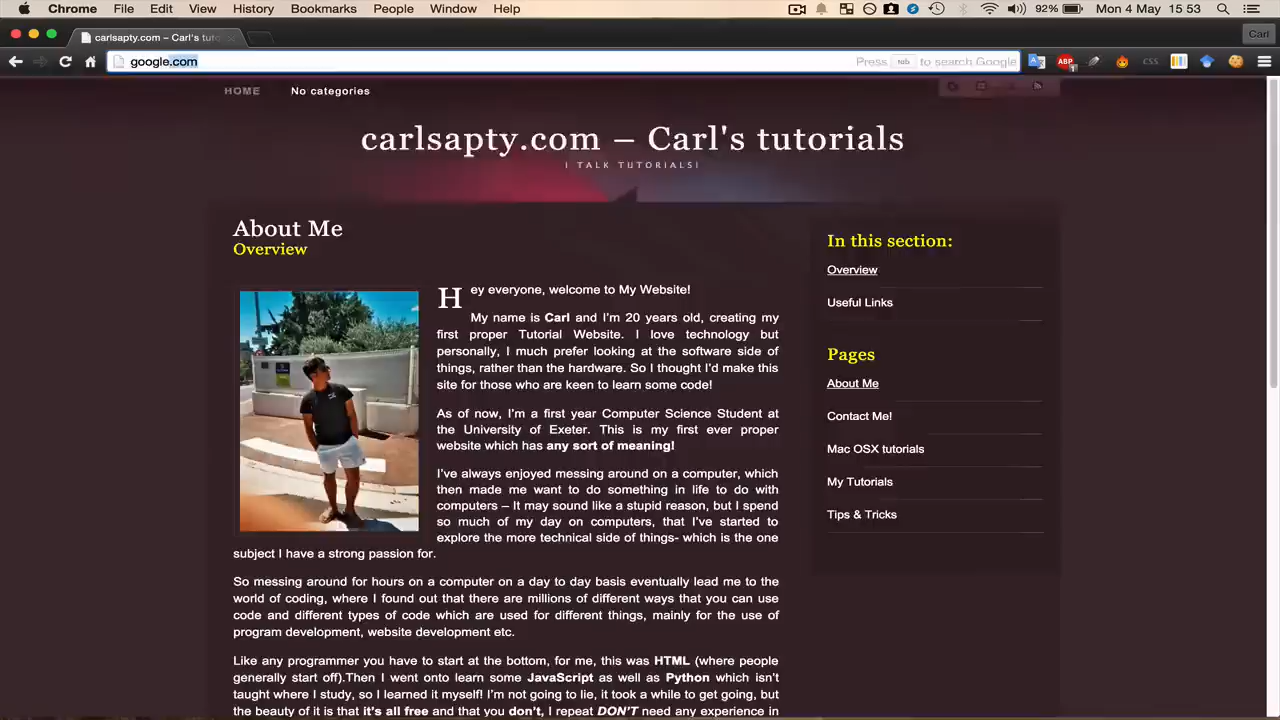 Chrome File Edit View History Bookmarks People Window Help 92% Mon 4 May 15 53
carlsapty.com – Carl's tuto Carl
google.com Press tab to search Google ABP 1 CSS
HOME No categories
carlsapty.com – Carl's tutorials
I TALK TUTORIALS!
About Me
Overview
Hey everyone, welcome to My Website!
My name is Carl and I'm 20 years old, creating my
first proper Tutorial Website. I love technology but
personally, I much prefer looking at the software side of
things, rather than the hardware. So I thought I'd make this
site for those who are keen to learn some code!
As of now, I'm a first year Computer Science Student at
the University of Exeter. This is my first ever proper
website which has any sort of meaning!
I've always enjoyed messing around on a computer, which
then made me want to do something in life to do with
computers – It may sound like a stupid reason, but I spend
so much of my day on computers, that I've started to
explore the more technical side of things- which is the one
subject I have a strong passion for.
So messing around for hours on a computer on a day to day basis eventually lead me to the
world of coding, where I found out that there are millions of different ways that you can use
code and different types of code which are used for different things, mainly for the use of
program development, website development etc.
Like any programmer you have to start at the bottom, for me, this was HTML (where people
generally start off).Then I went onto learn some JavaScript as well as Python which isn't
taught where I study, so I learned it myself! I'm not going to lie, it took a while to get going, but
the beauty of it is that it's all free and that you don't, I repeat DON'T need any experience in
In this section:
Overview
Useful Links
Pages
About Me
Contact Me!
Mac OSX tutorials
My Tutorials
Tips & Tricks